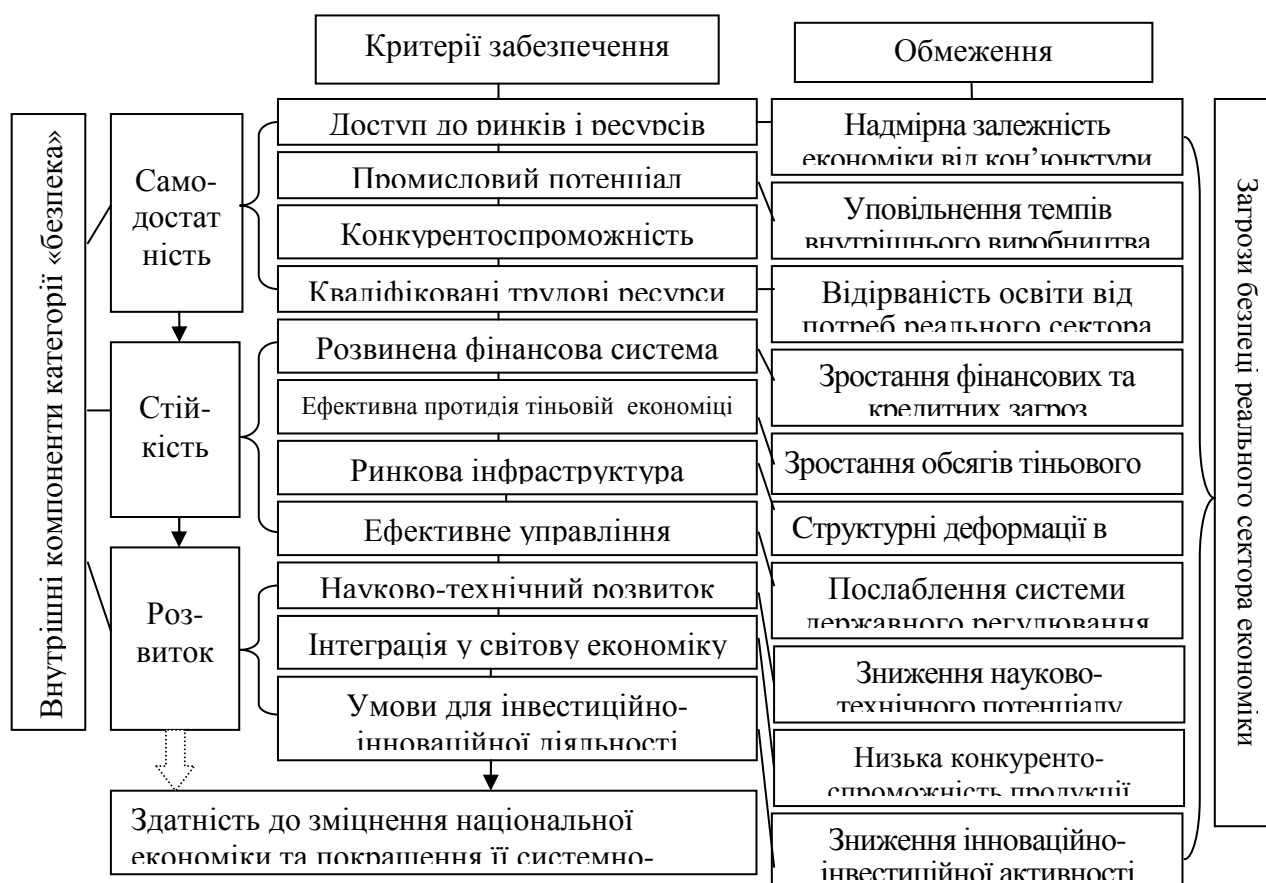 Критерії забезпечення
Обмеження
Внутрішні компоненти категорії «безпека»
Само-
достат
ність
Стій-
кість
Роз-
виток
Доступ до ринків і ресурсів
Промисловий потенціал
Конкурентоспроможність
Кваліфіковані трудові ресурси
Розвинена фінансова система
Ефективна протидія тіньовій економіці
Ринкова інфраструктура
Ефективне управління
Науково-технічний розвиток
Інтеграція у світову економіку
Умови для інвестиційно-
інноваційної діяльності
Здатність до зміцнення національної
економіки та покращення її системно-
Надмірна залежність
економіки від кон’юнктури
Уповільнення темпів
внутрішнього виробництва
Відірваність освіти від
потреб реального сектора
Зростання фінансових та
кредитних загроз
Зростання обсягів тіньового
Структурні деформації в
Послаблення системи
державного регулювання
Зниження науково-
технічного потенціалу
Низька конкуренто-
спроможність продукції
Зниження інноваційно-
інвестиційної активності
Загрози безпеці реального сектора економіки